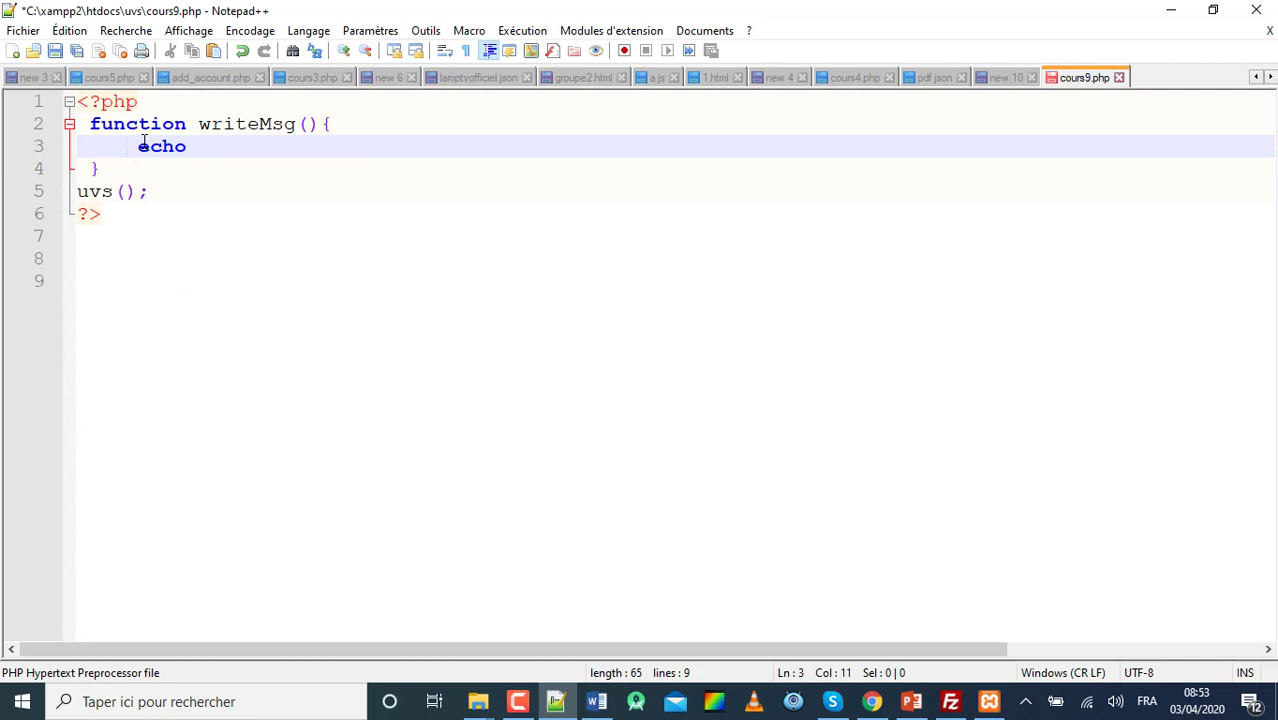 *C:\xampp2\htdocs\uvs\cours9.php - Notepad++
Fichier Édition Recherche Affichage Encodage Langage Paramètres Outils Macro Exécution Modules d'extension Documents ? X
new 3 cours5.php add_account.php cours3.php new 6 lamptvofficiel.json groupe2.html a.js 1.html new 4 cours4.php pdf.json new 10 cours9.php
1 <?php
2 function writeMsg(){
3 echo
4 }
5 uvs();
6 ?>
7
8
9
PHP Hypertext Preprocessor file length : 65 lines : 9 Ln : 3 Col : 11 Sel : 0 | 0 Windows (CR LF) UTF-8 INS
Taper ici pour rechercher FRA 08:53
03/04/2020 12